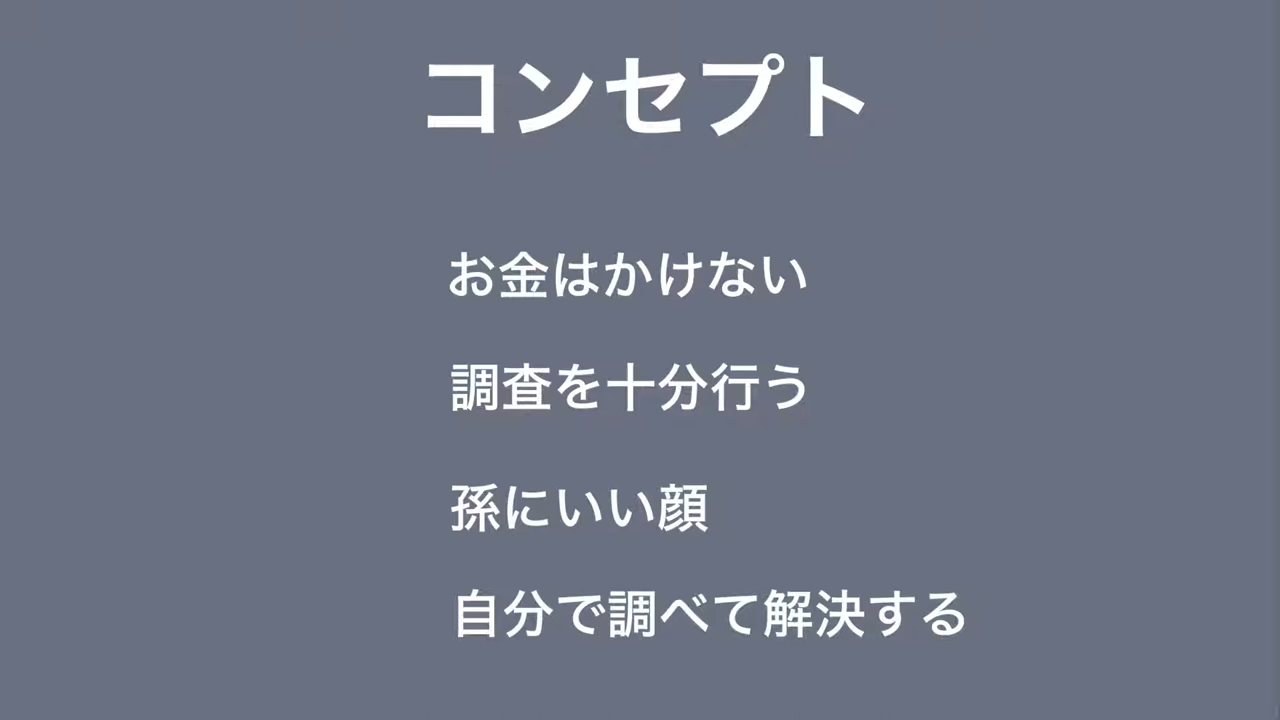 コンセプト
お金はかけない
調査を十分行う
孫にいい顔
自分で調べて解決する